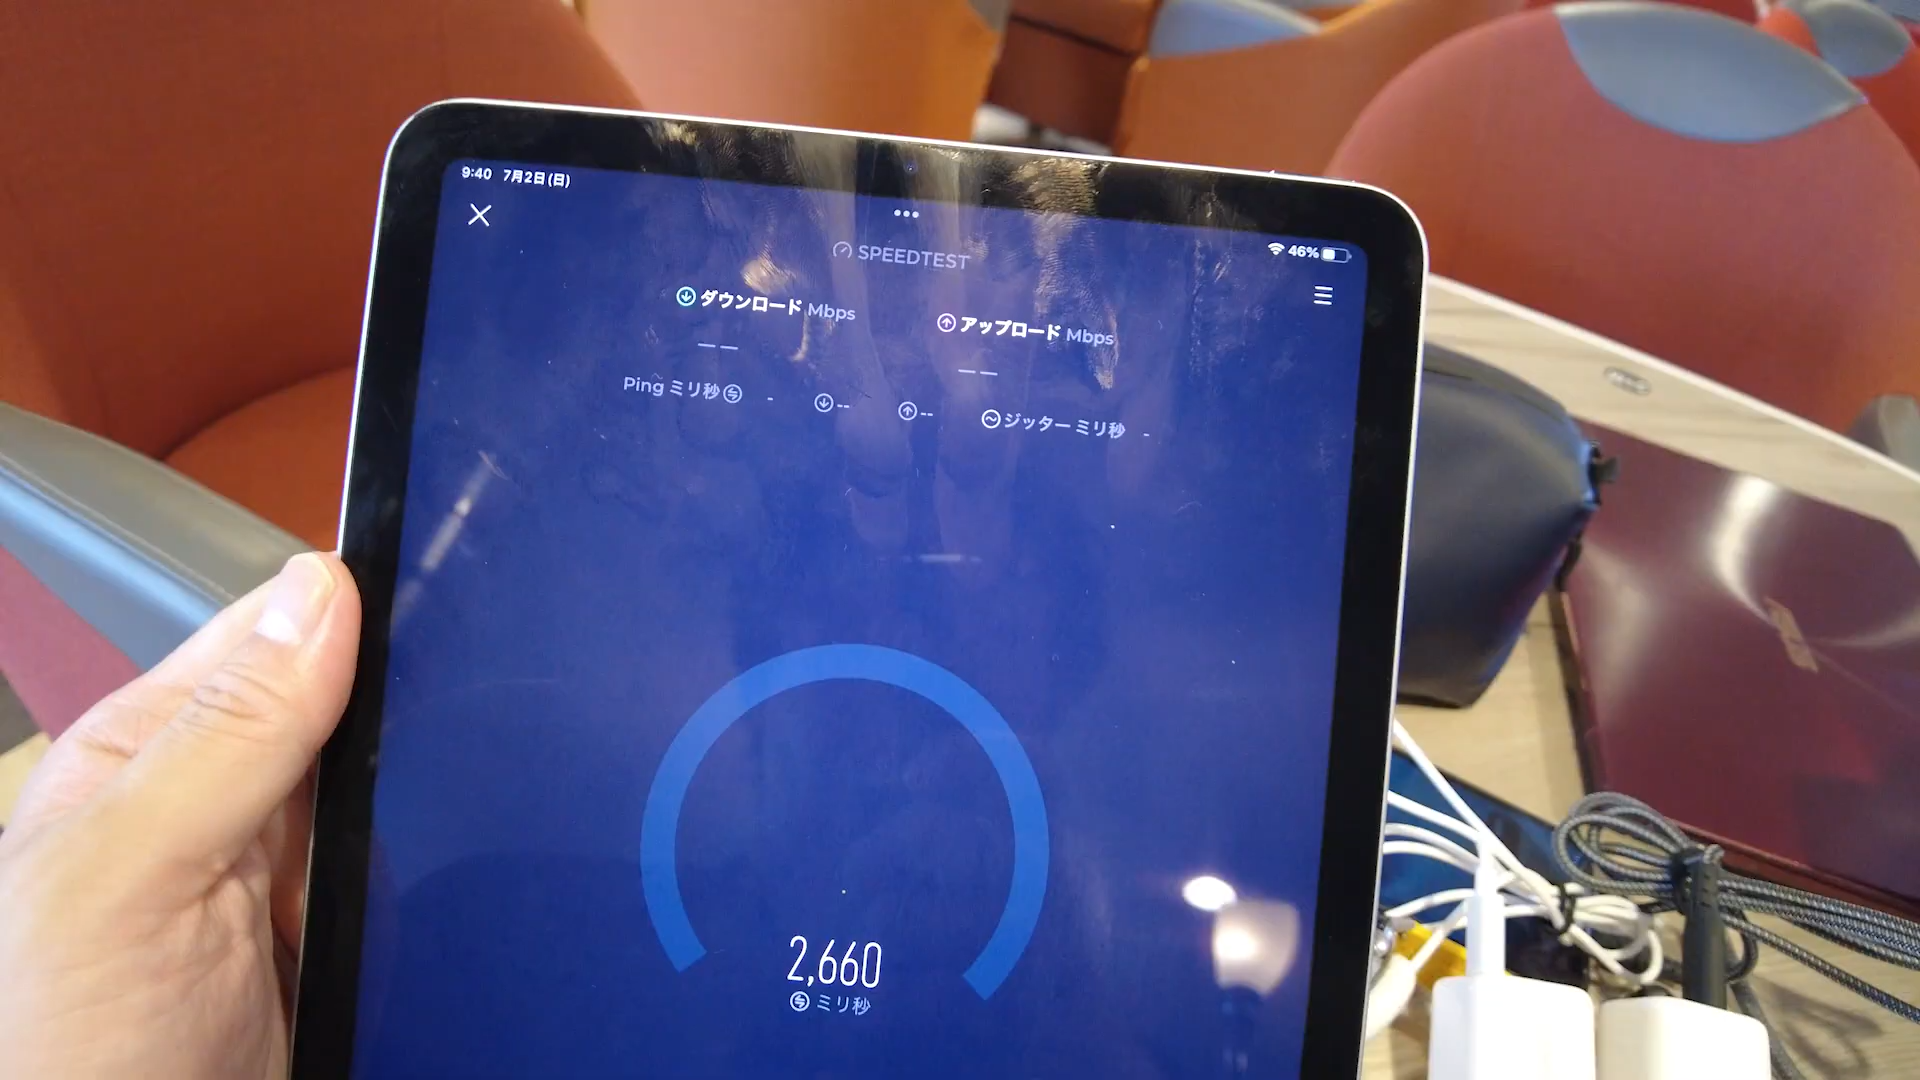 9:40 7月2日(日)
46%
SPEEDTEST
ダウンロード Mbps
アップロード Mbps
— —
— —
Ping ミリ秒 - -- -- ジッター ミリ秒 -
2,660
ミリ秒